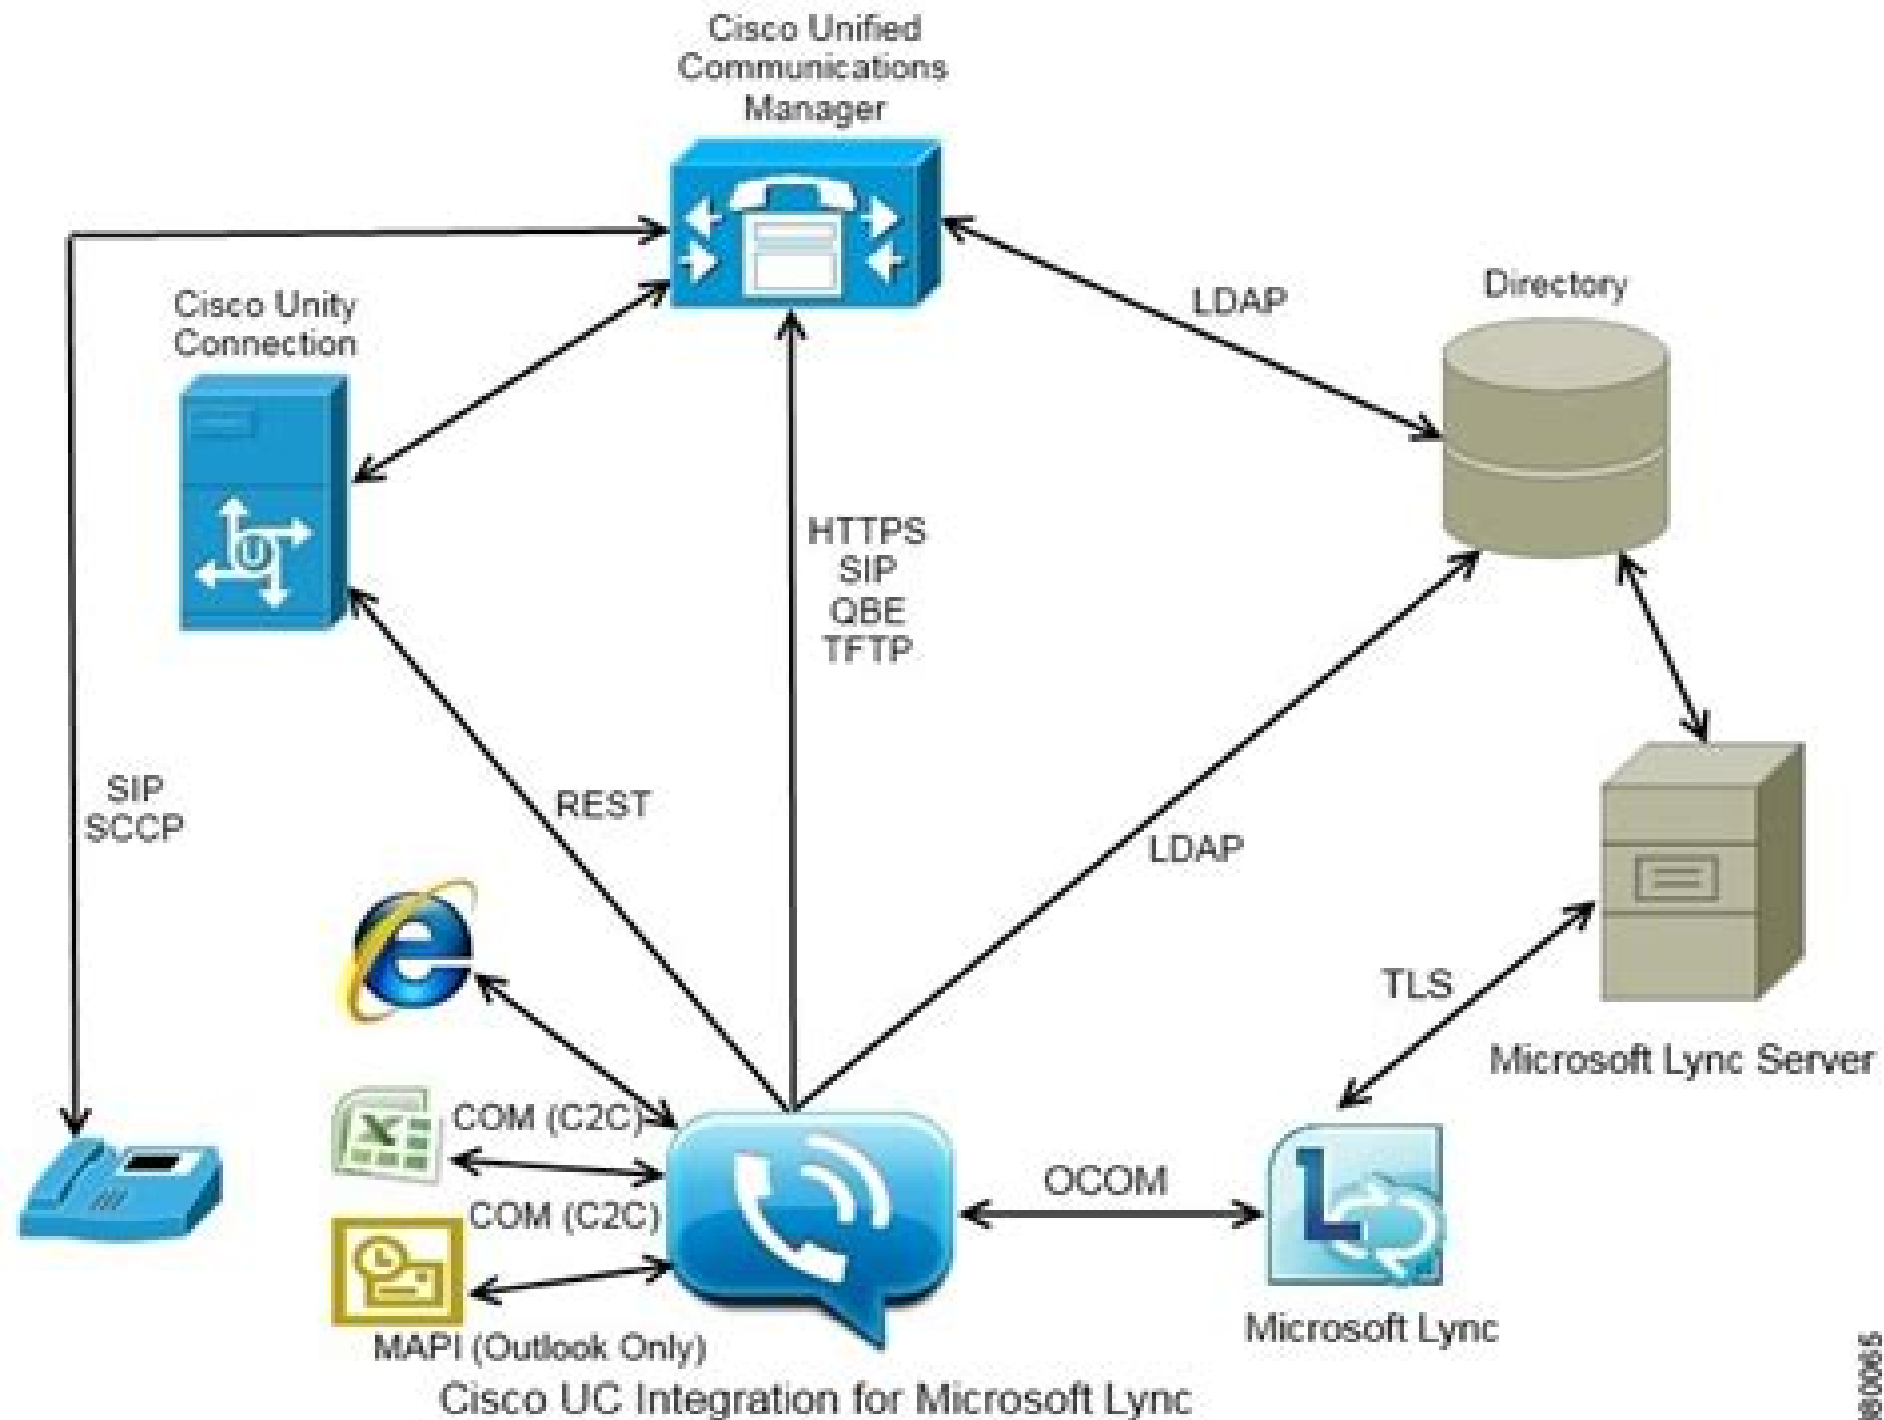 Cisco Unified
Communications
Manager
LDAP
Directory
Cisco Unity
Connection
HTTPS
SIP
QBE
TFTP
SIP
SCCP
REST
LDAP
TLS
Microsoft Lync Server
COM (C2C)
OCOM
COM (C2C)
Microsoft Lync
MAPI (Outlook Only)
Cisco UC Integration for Microsoft Lync
U